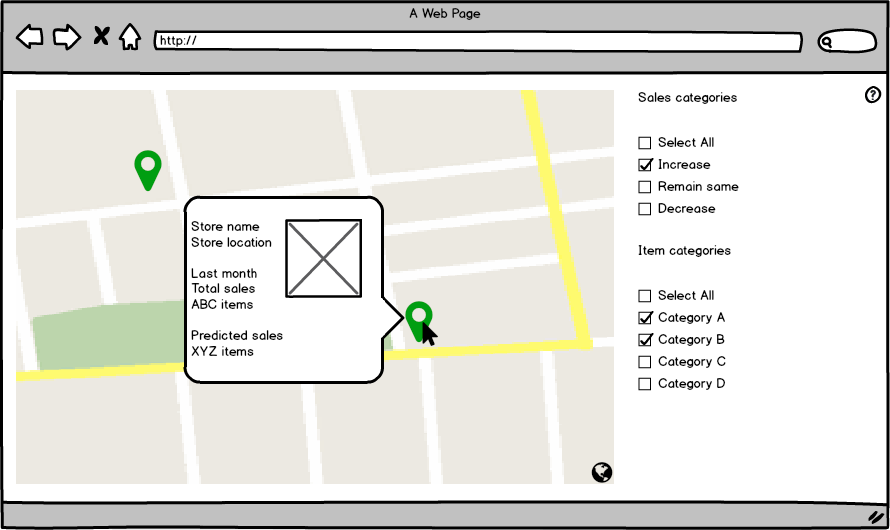 A Web Page
http://
Sales categories
?
Select All
Increase
Remain same
Decrease
Item categories
Select All
Category A
Category B
Category C
Category D
Store name
Store location
Last month
Total sales
ABC items
Predicted sales
XYZ items